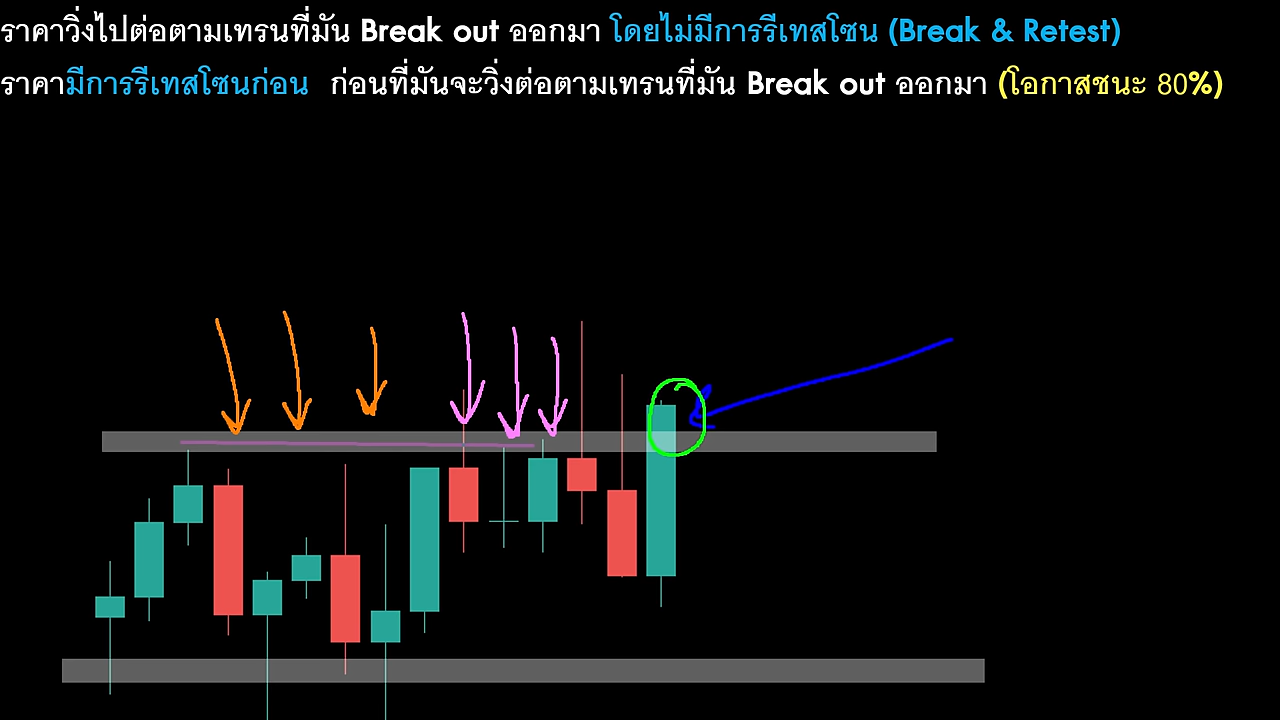 ราคาวิ่งไปต่อตามเทรนที่มัน Break out ออกมา โดยไม่มีการรีเทสโซน (Break & Retest)
ราคามีการรีเทสโซนก่อน ก่อนที่มันจะวิ่งต่อตามเทรนที่มัน Break out ออกมา (โอกาสชนะ 80%)